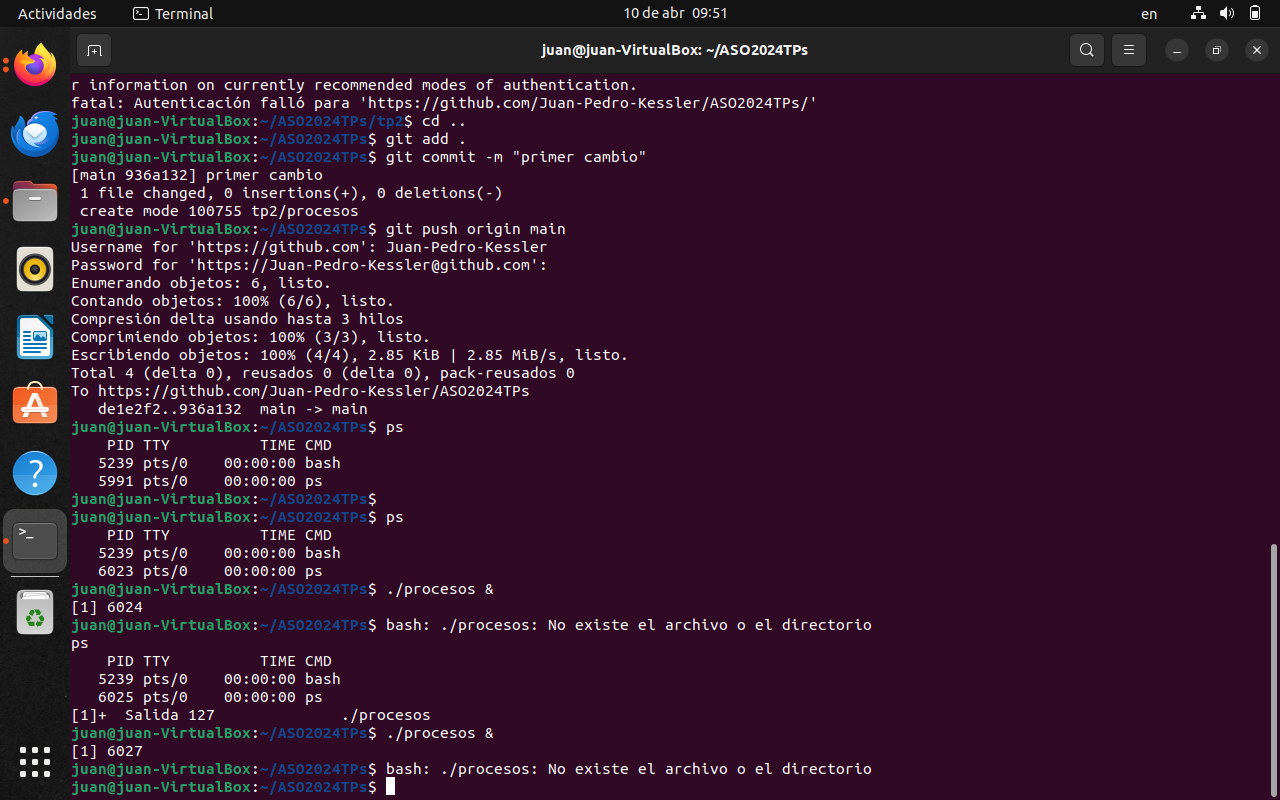 Actividades
Terminal
10 de abr 09:51
en
juan@juan-VirtualBox: ~/ASO2024TPs
r information on currently recommended modes of authentication.
fatal: Autenticación falló para 'https://github.com/Juan-Pedro-Kessler/ASO2024TPs/'
juan@juan-VirtualBox:~/ASO2024TPs/tp2$ cd ..
juan@juan-VirtualBox:~/ASO2024TPs$ git add .
juan@juan-VirtualBox:~/ASO2024TPs$ git commit -m "primer cambio"
[main 936a132] primer cambio
 1 file changed, 0 insertions(+), 0 deletions(-)
 create mode 100755 tp2/procesos
juan@juan-VirtualBox:~/ASO2024TPs$ git push origin main
Username for 'https://github.com': Juan-Pedro-Kessler
Password for 'https://Juan-Pedro-Kessler@github.com':
Enumerando objetos: 6, listo.
Contando objetos: 100% (6/6), listo.
Compresión delta usando hasta 3 hilos
Comprimiendo objetos: 100% (3/3), listo.
Escribiendo objetos: 100% (4/4), 2.85 KiB | 2.85 MiB/s, listo.
Total 4 (delta 0), reusados 0 (delta 0), pack-reusados 0
To https://github.com/Juan-Pedro-Kessler/ASO2024TPs
   de1e2f2..936a132  main -> main
juan@juan-VirtualBox:~/ASO2024TPs$ ps
    PID TTY          TIME CMD
   5239 pts/0    00:00:00 bash
   5991 pts/0    00:00:00 ps
juan@juan-VirtualBox:~/ASO2024TPs$
juan@juan-VirtualBox:~/ASO2024TPs$ ps
    PID TTY          TIME CMD
   5239 pts/0    00:00:00 bash
   6023 pts/0    00:00:00 ps
juan@juan-VirtualBox:~/ASO2024TPs$ ./procesos &
[1] 6024
juan@juan-VirtualBox:~/ASO2024TPs$ bash: ./procesos: No existe el archivo o el directorio
ps
    PID TTY          TIME CMD
   5239 pts/0    00:00:00 bash
   6025 pts/0    00:00:00 ps
[1]+  Salida 127              ./procesos
juan@juan-VirtualBox:~/ASO2024TPs$ ./procesos &
[1] 6027
juan@juan-VirtualBox:~/ASO2024TPs$ bash: ./procesos: No existe el archivo o el directorio
juan@juan-VirtualBox:~/ASO2024TPs$